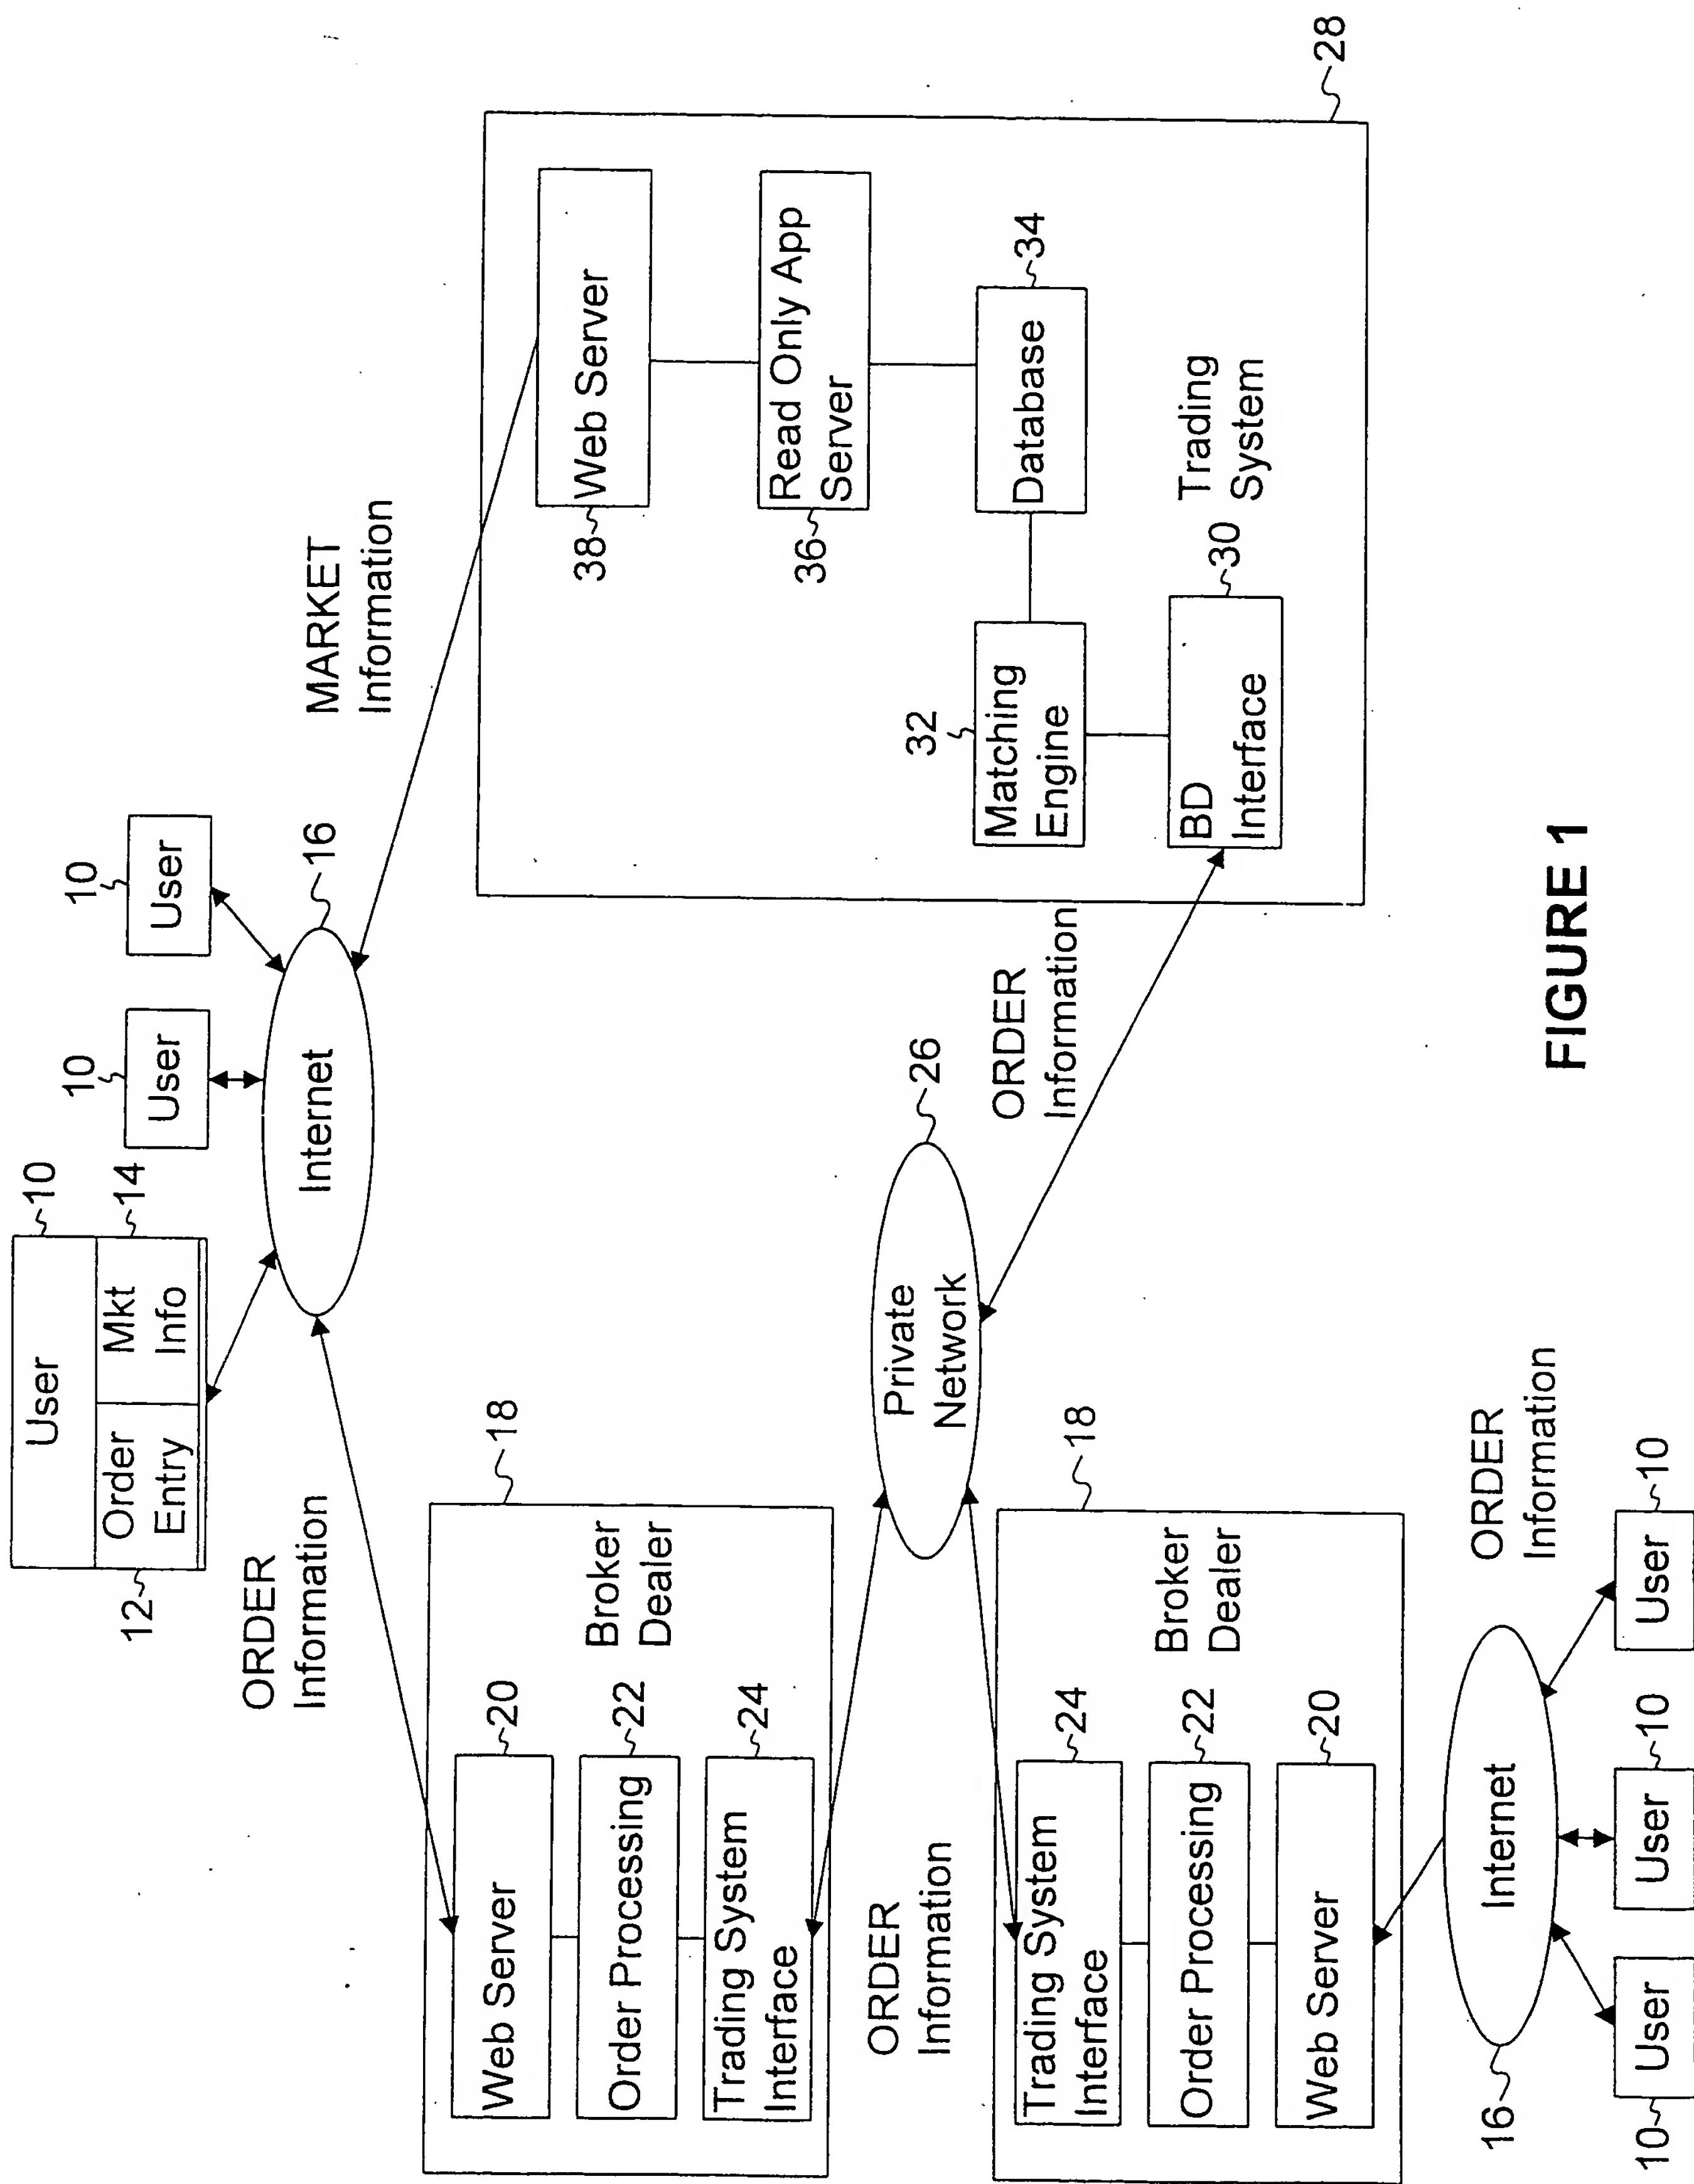 User
10
Order
Entry
Mkt
Info
12
14
10
User
10
User
Internet
16
ORDER
Information
MARKET
Information
18
Web Server
20
Order Processing
22
Trading System
Interface
24
Broker
Dealer
Private
Network
26
ORDER
Information
ORDER
Information
38
Web Server
36
Read Only App
Server
Database
34
32
Matching
Engine
BD
Interface
30
Trading
System
28
18
Trading System
Interface
24
Order Processing
22
Web Server
20
Broker
Dealer
Internet
16
ORDER
Information
10
User
User
10
User
10
FIGURE 1